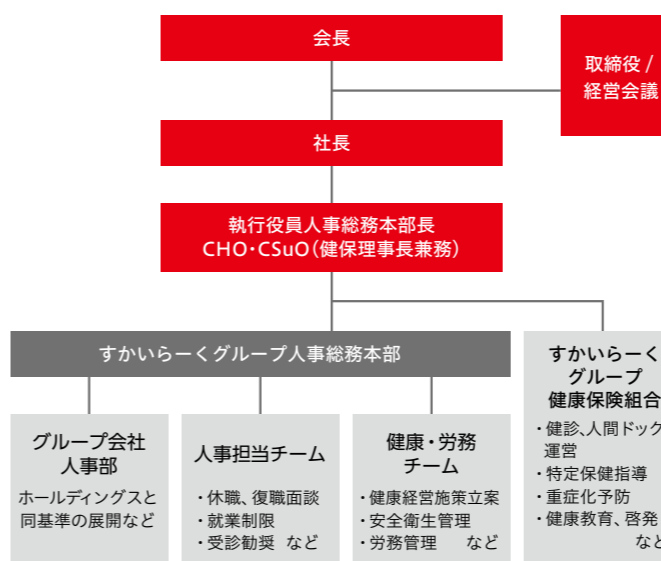 会長
取締役 /
経営会議
社長
執行役員人事総務本部長
CHO・CSuO（健保理事長兼務）
すかいらーくグループ人事総務本部
グループ会社
人事部
ホールディングスと
同基準の展開など
人事担当チーム
・休職、復職面談
・就業制限
・受診勧奨 など
健康・労務
チーム
・健康経営施策立案
・安全衛生管理
・労務管理 など
すかいらーく
グループ
健康保険組合
・健診、人間ドック
運営
・特定保健指導
・重症化予防
・健康教育、啓発
など